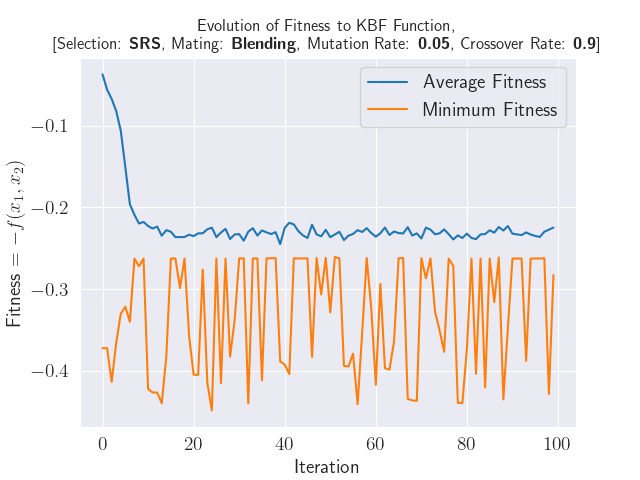 Evolution of Fitness to KBF Function,
[Selection: SRS, Mating: Blending, Mutation Rate: 0.05, Crossover Rate: 0.9]
Average Fitness
Minimum Fitness
−0.1
−0.2
−0.3
−0.4
Fitness = −f(x₁, x₂)
0 20 40 60 80 100
Iteration